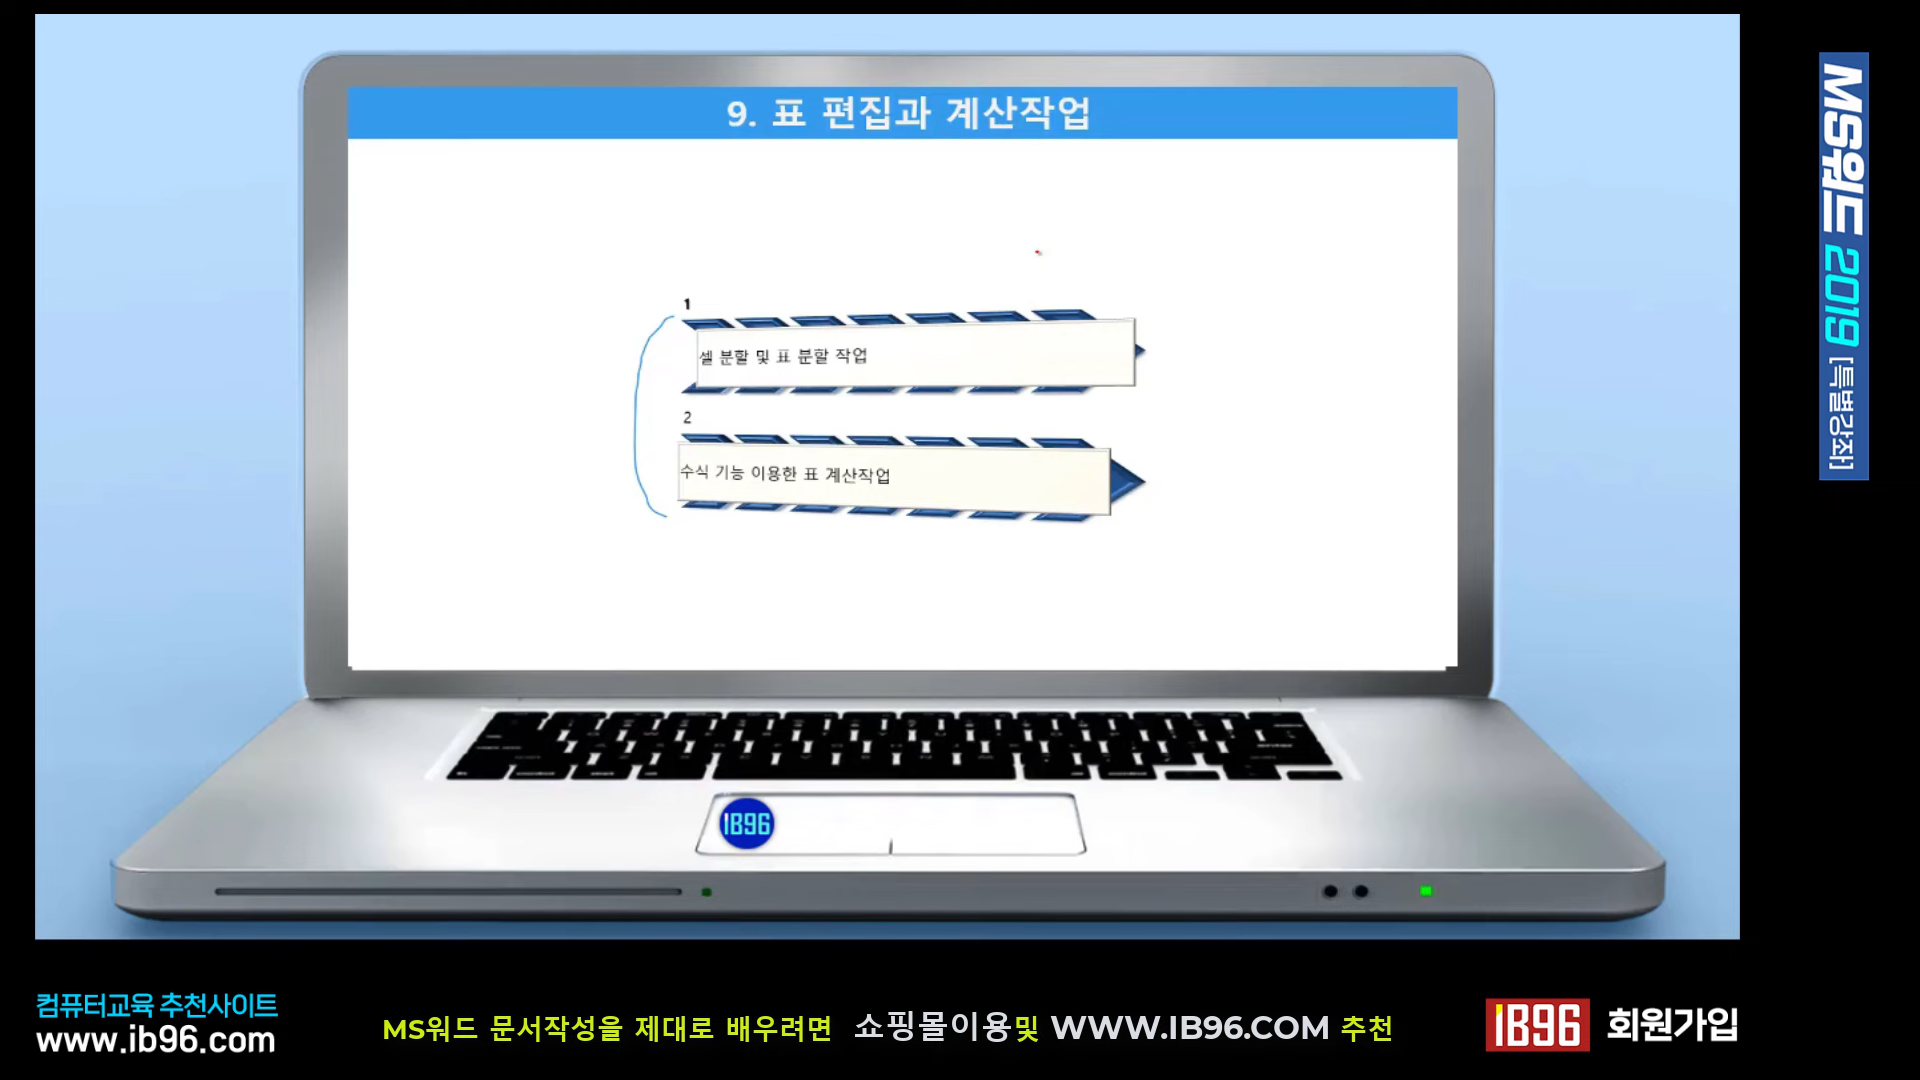 9. 표 편집과 계산작업
1
셀 분할 및 표 분할 작업
2
수식 기능 이용한 표 계산작업
IB96
MS워드 2019 [특별강좌]
컴퓨터교육 추천사이트
www.ib96.com
MS워드 문서작성을 제대로 배우려면 쇼핑몰이용및 WWW.IB96.COM 추천
IB96 회원가입